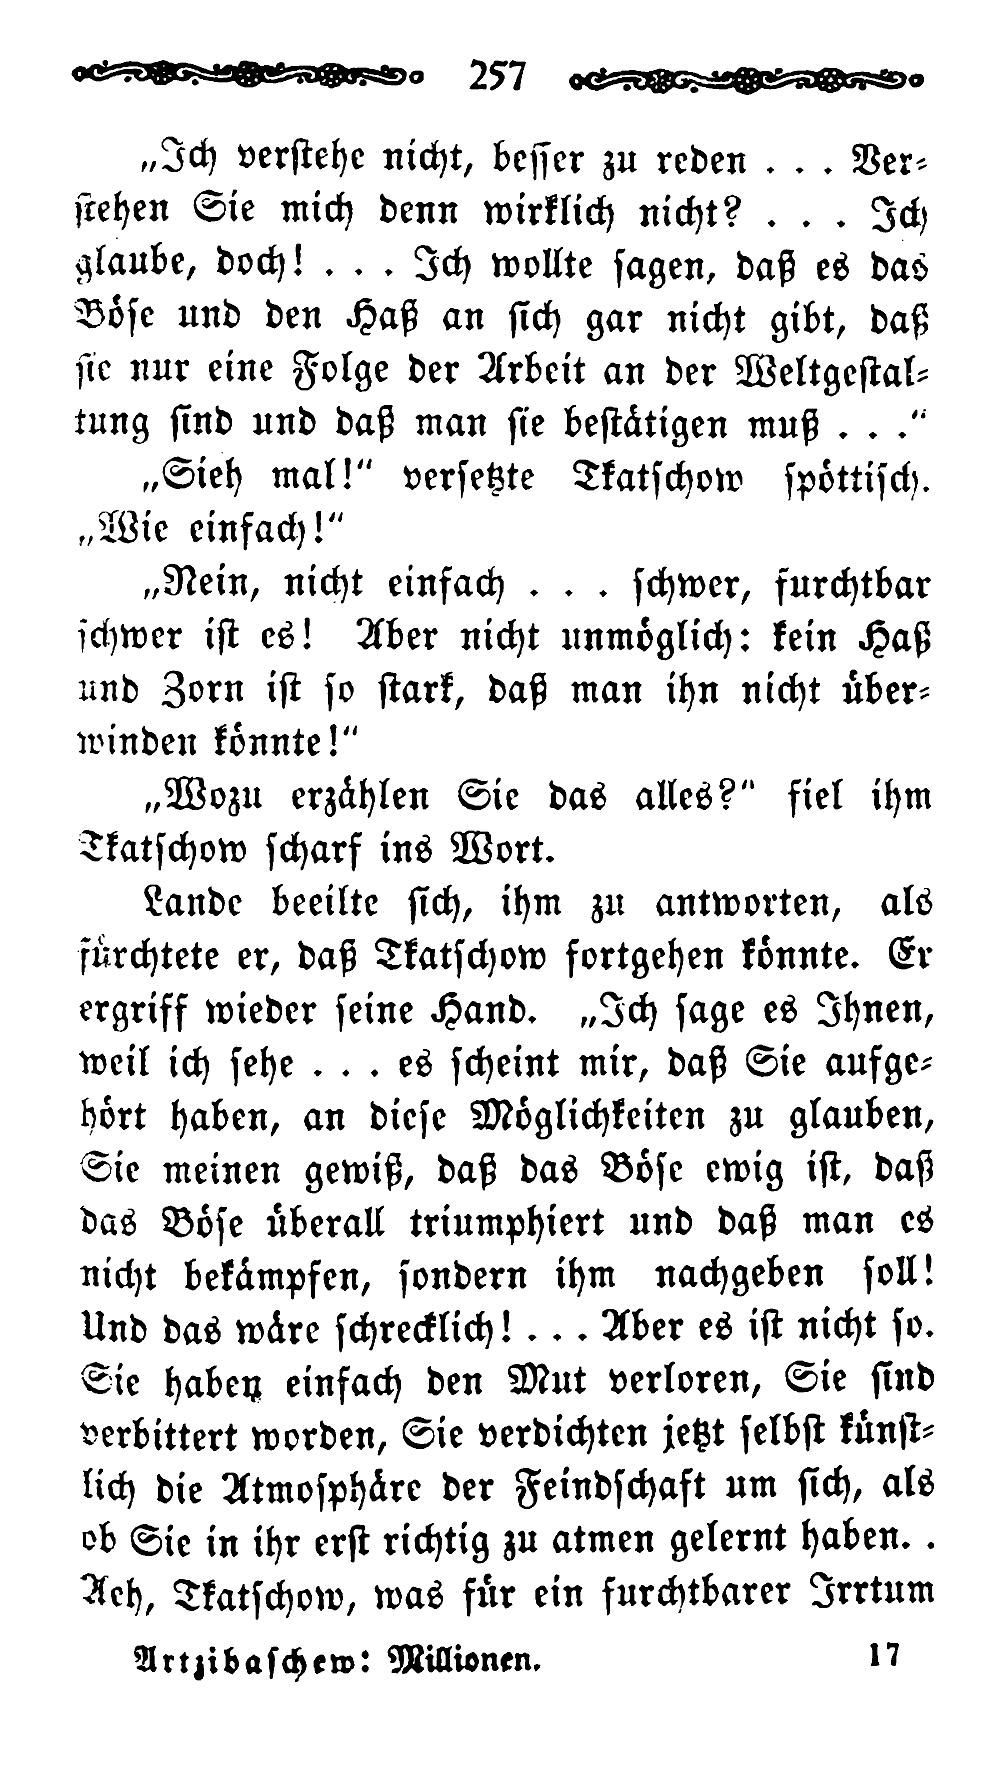 257
„Ich verstehe nicht, besser zu reden . . . Ver-
stehen Sie mich denn wirklich nicht? . . . Ich
glaube, doch! . . . Ich wollte sagen, daß es das
Böse und den Haß an sich gar nicht gibt, daß
sie nur eine Folge der Arbeit an der Weltgestal-
tung sind und daß man sie bestätigen muß . . .“
„Sieh mal!“ versetzte Tkatschow spöttisch.
„Wie einfach!“
„Nein, nicht einfach . . . schwer, furchtbar
schwer ist es! Aber nicht unmöglich: kein Haß
und Zorn ist so stark, daß man ihn nicht über-
winden könnte!“
„Wozu erzählen Sie das alles?“ fiel ihm
Tkatschow scharf ins Wort.
Lande beeilte sich, ihm zu antworten, als
fürchtete er, daß Tkatschow fortgehen könnte. Er
ergriff wieder seine Hand. „Ich sage es Ihnen,
weil ich sehe . . . es scheint mir, daß Sie aufge-
hört haben, an diese Möglichkeiten zu glauben,
Sie meinen gewiß, daß das Böse ewig ist, daß
das Böse überall triumphiert und daß man es
nicht bekämpfen, sondern ihm nachgeben soll!
Und das wäre schrecklich! . . . Aber es ist nicht so.
Sie haben einfach den Mut verloren, Sie sind
verbittert worden, Sie verdichten jetzt selbst künst-
lich die Atmosphäre der Feindschaft um sich, als
ob Sie in ihr erst richtig zu atmen gelernt haben. .
Ach, Tkatschow, was für ein furchtbarer Irrtum
Artzibaschew: Millionen. 17